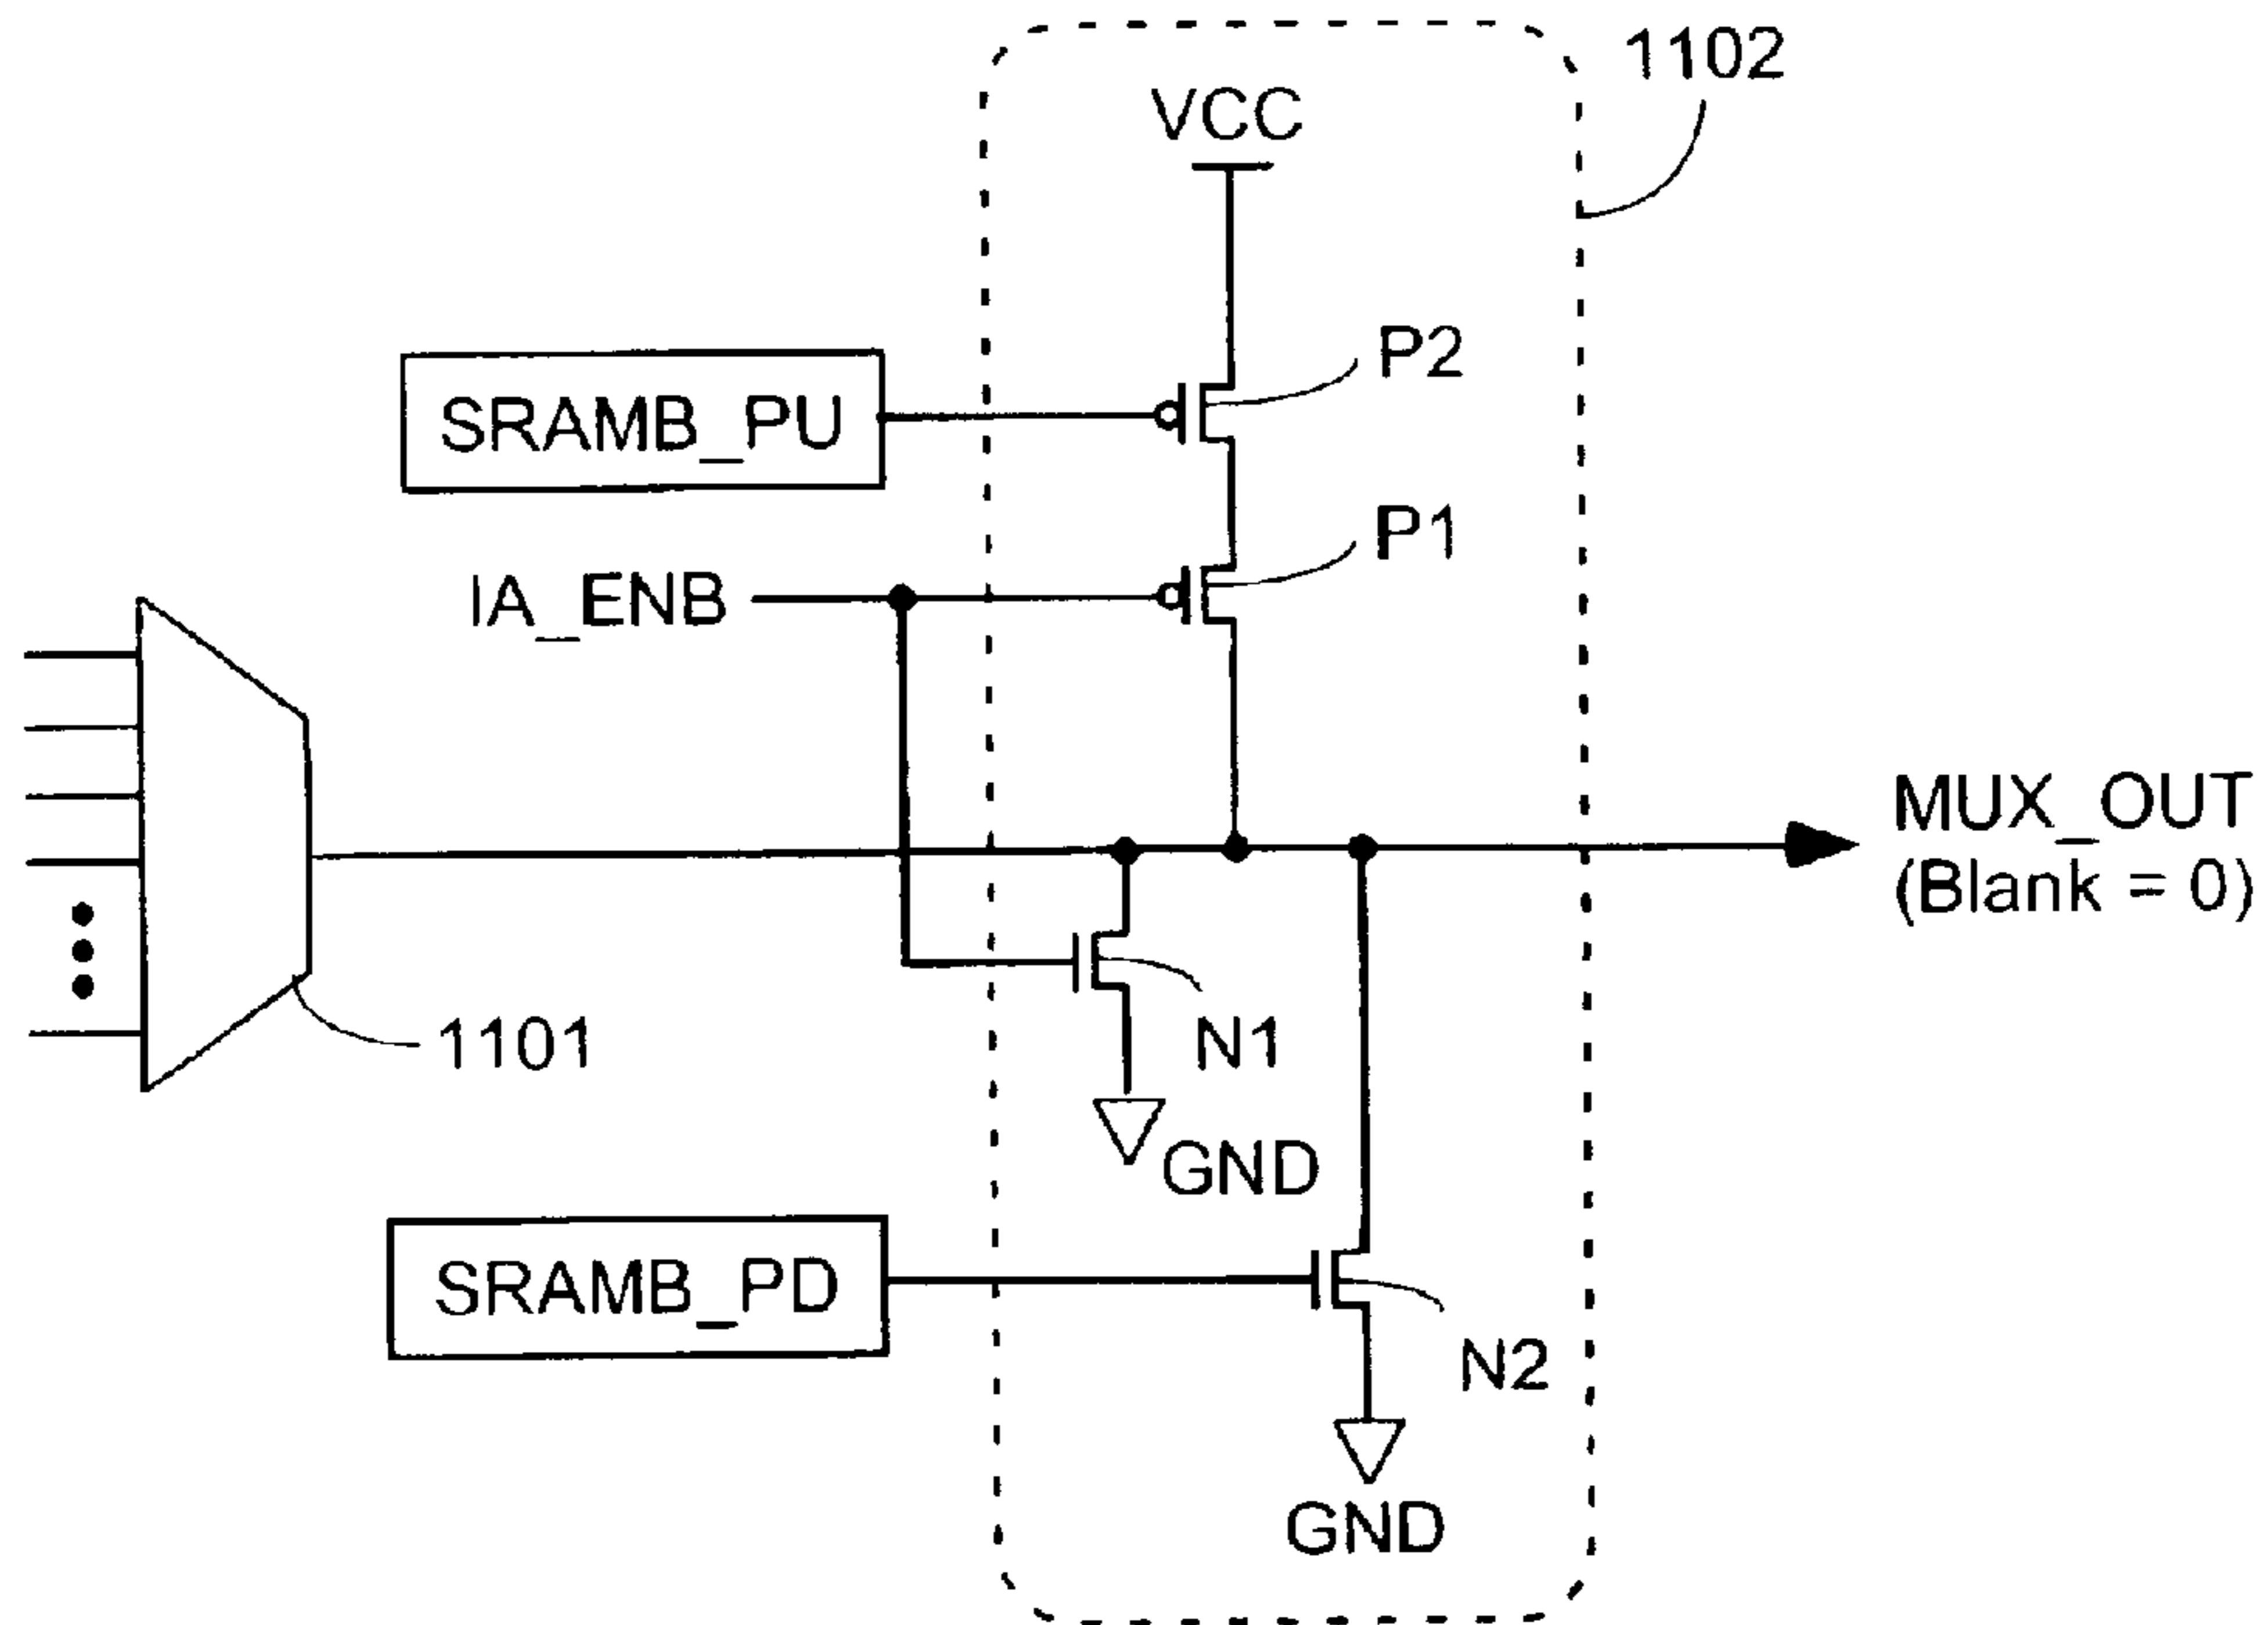 1102
VCC
P2
SRAMB_PU
P1
IA_ENB
MUX_OUT
(Blank = 0)
1101
N1
GND
SRAMB_PD
N2
GND